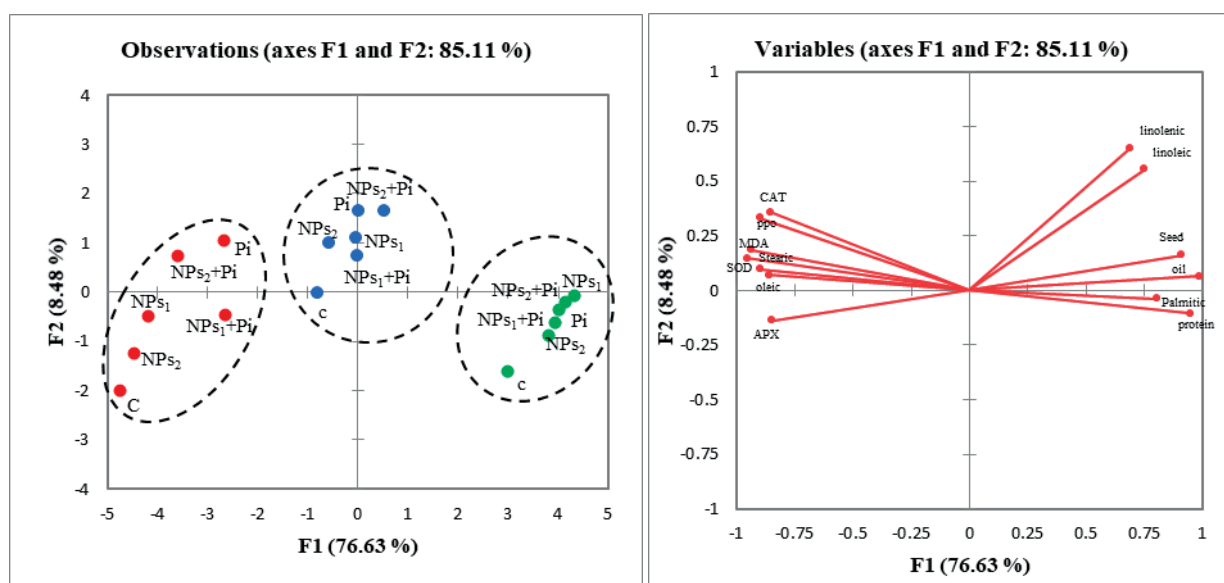 Observations (axes F1 and F2: 85.11 %)
F2 (8.48 %)
4
3
2
1
0
-1
-2
-3
-4
-5 -4 -3 -2 -1 0 1 2 3 4 5
F1 (76.63 %)
Pi
NPs₂+Pi
NPs₁
NPs₁+Pi
NPs₂
C
NPs₂+Pi
Pi
NPs₂
NPs₁
NPs₁+Pi
c
NPs₂+Pi NPs₁
NPs₁+Pi Pi
NPs₂
c
Variables (axes F1 and F2: 85.11 %)
F2 (8.48 %)
1
0.75
0.5
0.25
0
-0.25
-0.5
-0.75
-1
-1 -0.75 -0.5 -0.25 0 0.25 0.5 0.75 1
F1 (76.63 %)
linolenic
linoleic
CAT
ppo
MDA
Stearic
SOD
oleic
APX
Seed
oil
Palmitic
protein